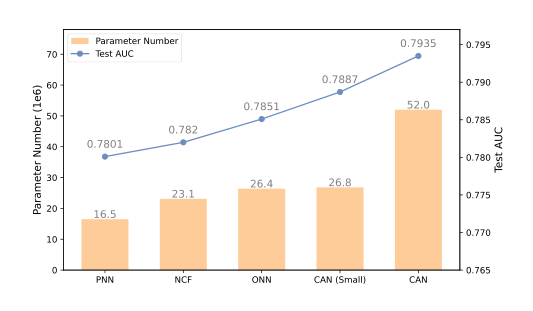 Parameter Number
Test AUC
0.7801
0.782
0.7851
0.7887
0.7935
16.5
23.1
26.4
26.8
52.0
Parameter Number (1e6)
70
60
50
40
30
20
10
0
Test AUC
0.795
0.790
0.785
0.780
0.775
0.770
0.765
PNN
NCF
ONN
CAN (Small)
CAN